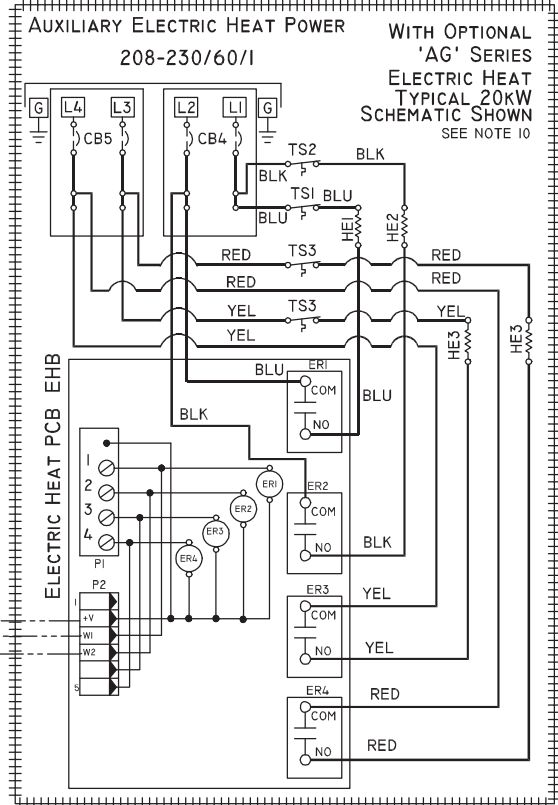 AUXILIARY ELECTRIC HEAT POWER
208-230/60/1
WITH OPTIONAL
'AG' SERIES
ELECTRIC HEAT
TYPICAL 20KW
SCHEMATIC SHOWN
SEE NOTE 10
G L4 L3 L2 L1 G
CB5 CB4
TS2 BLK
BLK
TS1 BLU
BLU
HE1 HE2
RED TS3 RED
RED RED
YEL TS3 YEL
YEL
HE3 HE3
ELECTRIC HEAT PCB EHB
BLU ER1
COM
BLU
BLK
NO
1
2
3
4
P1
ER1
ER2
ER3
ER4
ER2
COM
NO BLK
P2
1
+V
W1
W2
5
ER3 YEL
COM
NO YEL
ER4 RED
COM
NO RED